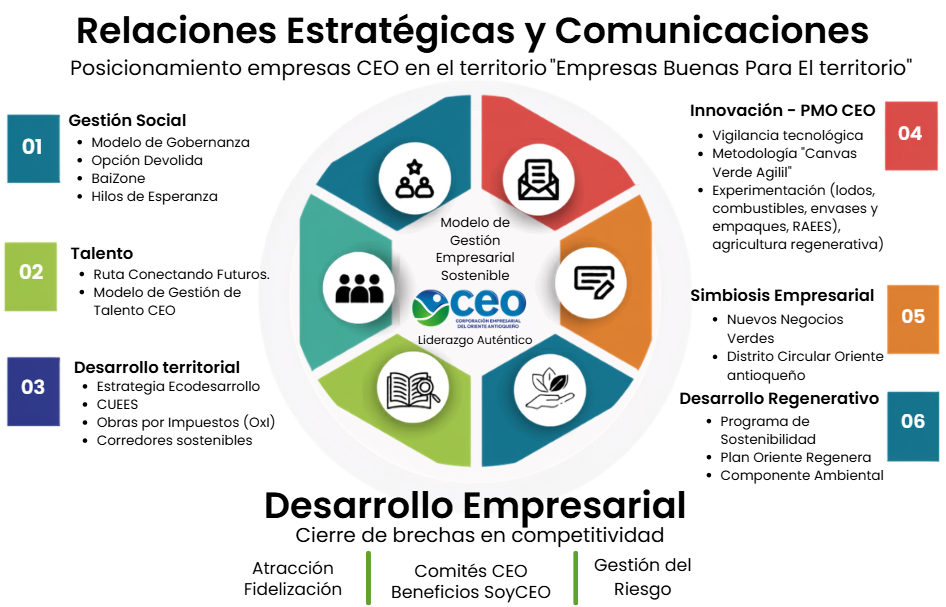 Relaciones Estratégicas y Comunicaciones
Posicionamiento empresas CEO en el territorio "Empresas Buenas Para El territorio"
01
Gestión Social
• Modelo de Gobernanza
• Opción Devolida
• BaiZone
• Hilos de Esperanza
02
Talento
• Ruta Conectando Futuros.
• Modelo de Gestión de
Talento CEO
03
Desarrollo territorial
• Estrategia Ecodesarrollo
• CUEES
• Obras por Impuestos (OxI)
• Corredores sostenibles
Modelo de
Gestión
Empresarial
Sostenible
ceo
CORPORACIÓN EMPRESARIAL
DEL ORIENTE ANTIOQUEÑO
Liderazgo Auténtico
Innovación - PMO CEO
04
• Vigilancia tecnológica
• Metodología "Canvas
Verde Agilil"
• Experimentación (lodos,
combustibles, envases y
empaques, RAEES),
agricultura regenerativa)
Simbiosis Empresarial
05
• Nuevos Negocios
Verdes
• Distrito Circular Oriente
antioqueño
Desarrollo Regenerativo
06
• Programa de
Sostenibilidad
• Plan Oriente Regenera
• Componente Ambiental
Desarrollo Empresarial
Cierre de brechas en competitividad
Atracción
Fidelización
Comités CEO
Beneficios SoyCEO
Gestión del
Riesgo